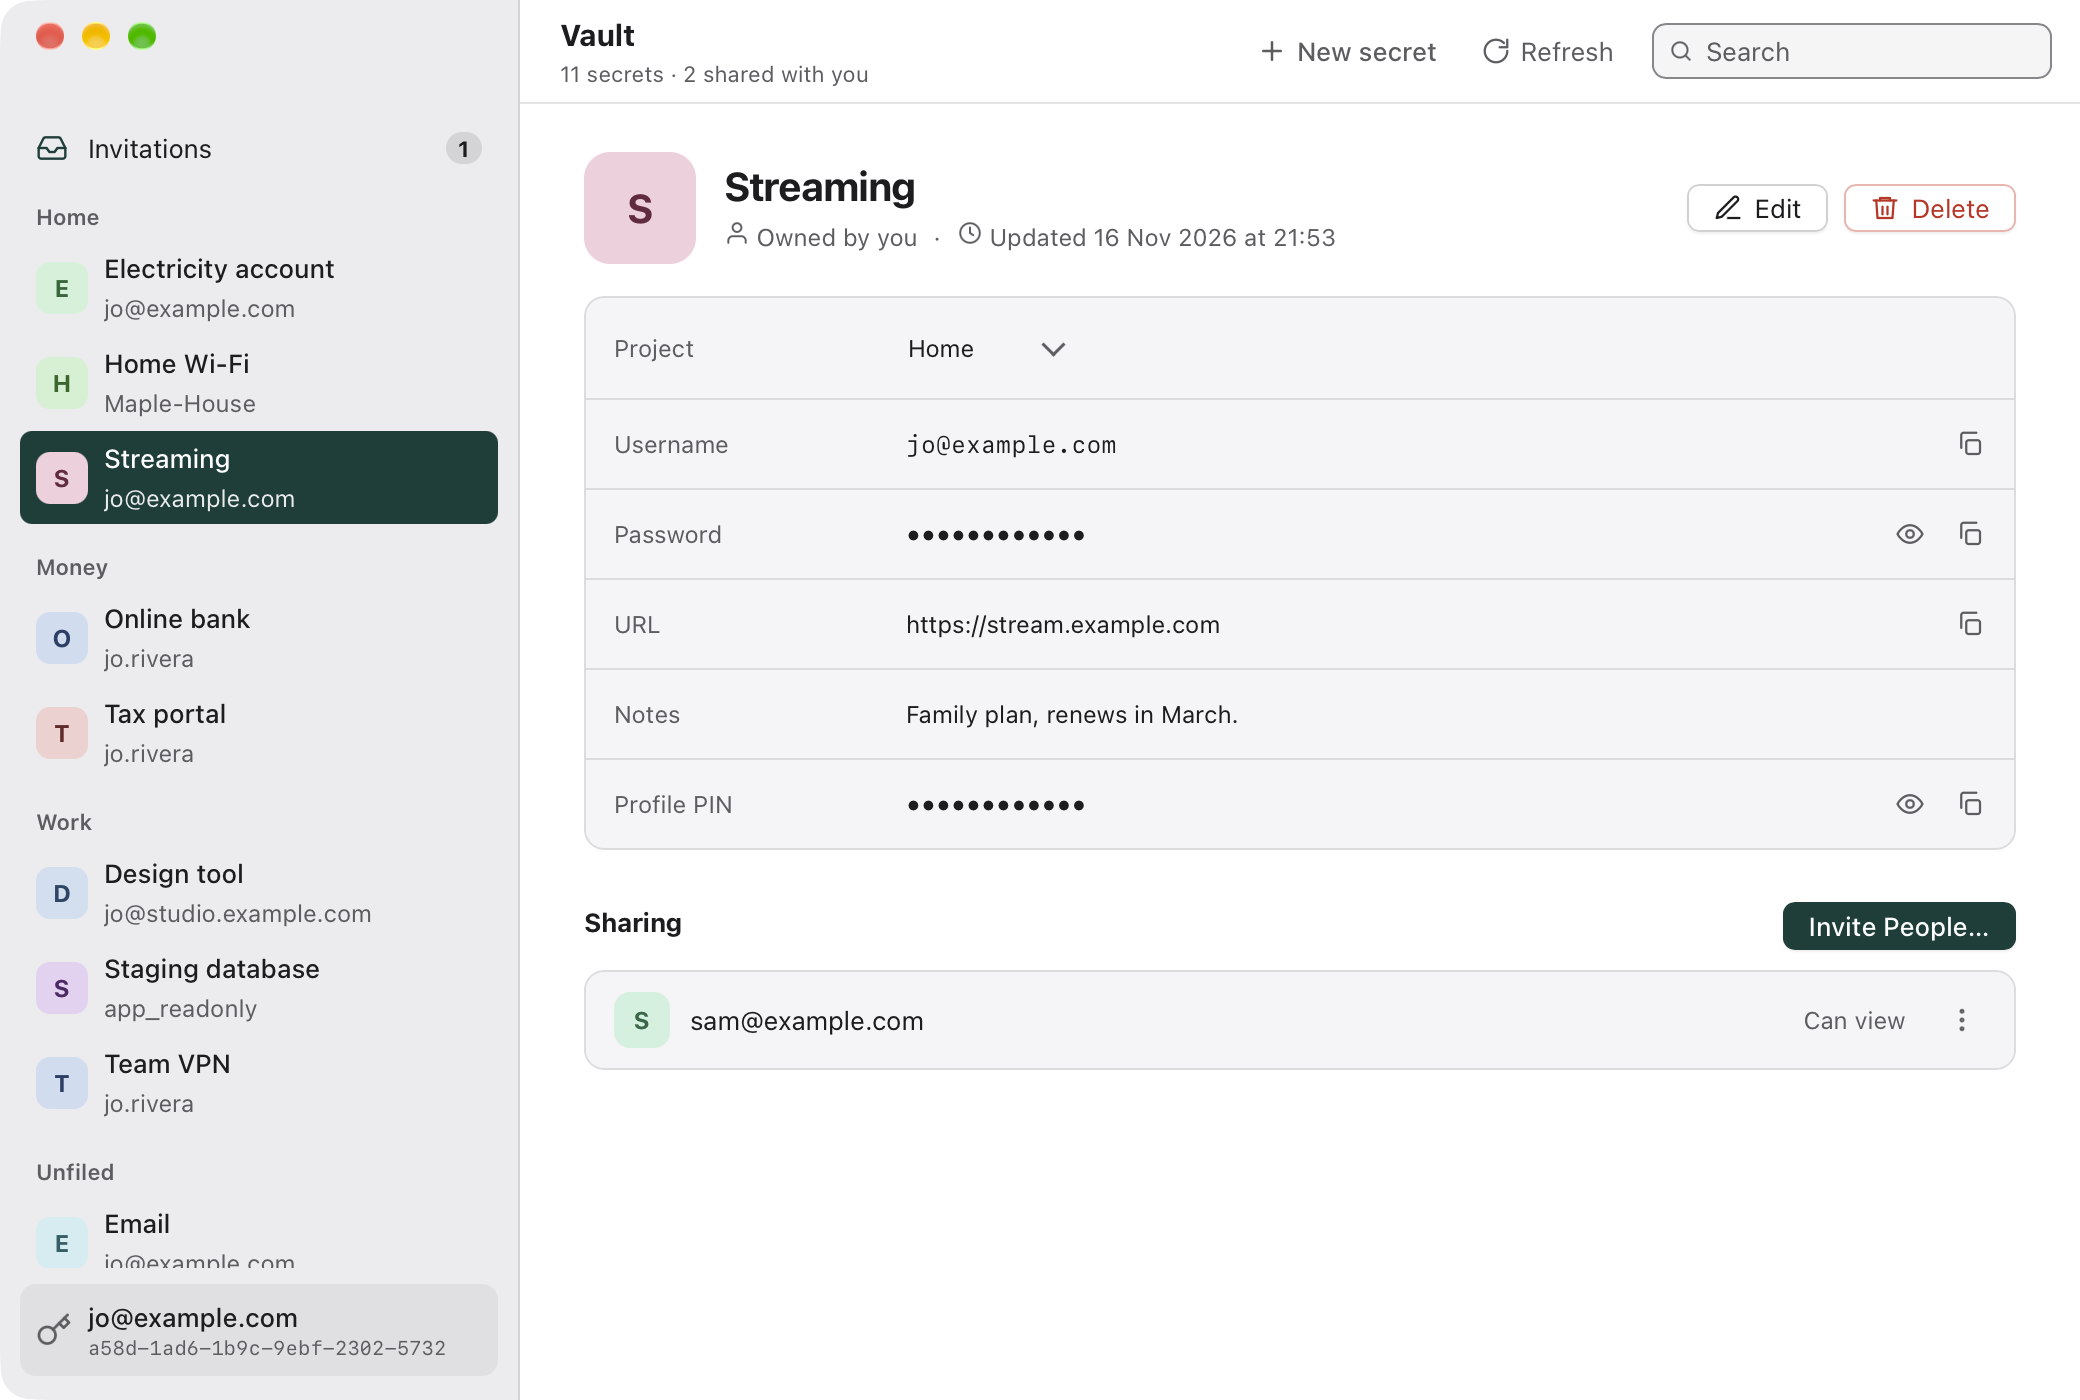 Invitations
1
Home
E
Electricity account
jo@example.com
H
Home Wi-Fi
Maple-House
S
Streaming
jo@example.com
Money
O
Online bank
jo.rivera
T
Tax portal
jo.rivera
Work
D
Design tool
jo@studio.example.com
S
Staging database
app_readonly
T
Team VPN
jo.rivera
Unfiled
E
Email
jo@example.com
jo@example.com
a58d-1ad6-1b9c-9ebf-2302-5732
Vault
11 secrets · 2 shared with you
New secret
Refresh
Search
S
Streaming
Owned by you · Updated 16 Nov 2026 at 21:53
Edit
Delete
Project
Home
Username
jo@example.com
Password
••••••••••••
URL
https://stream.example.com
Notes
Family plan, renews in March.
Profile PIN
••••••••••••
Sharing
Invite People...
S
sam@example.com
Can view